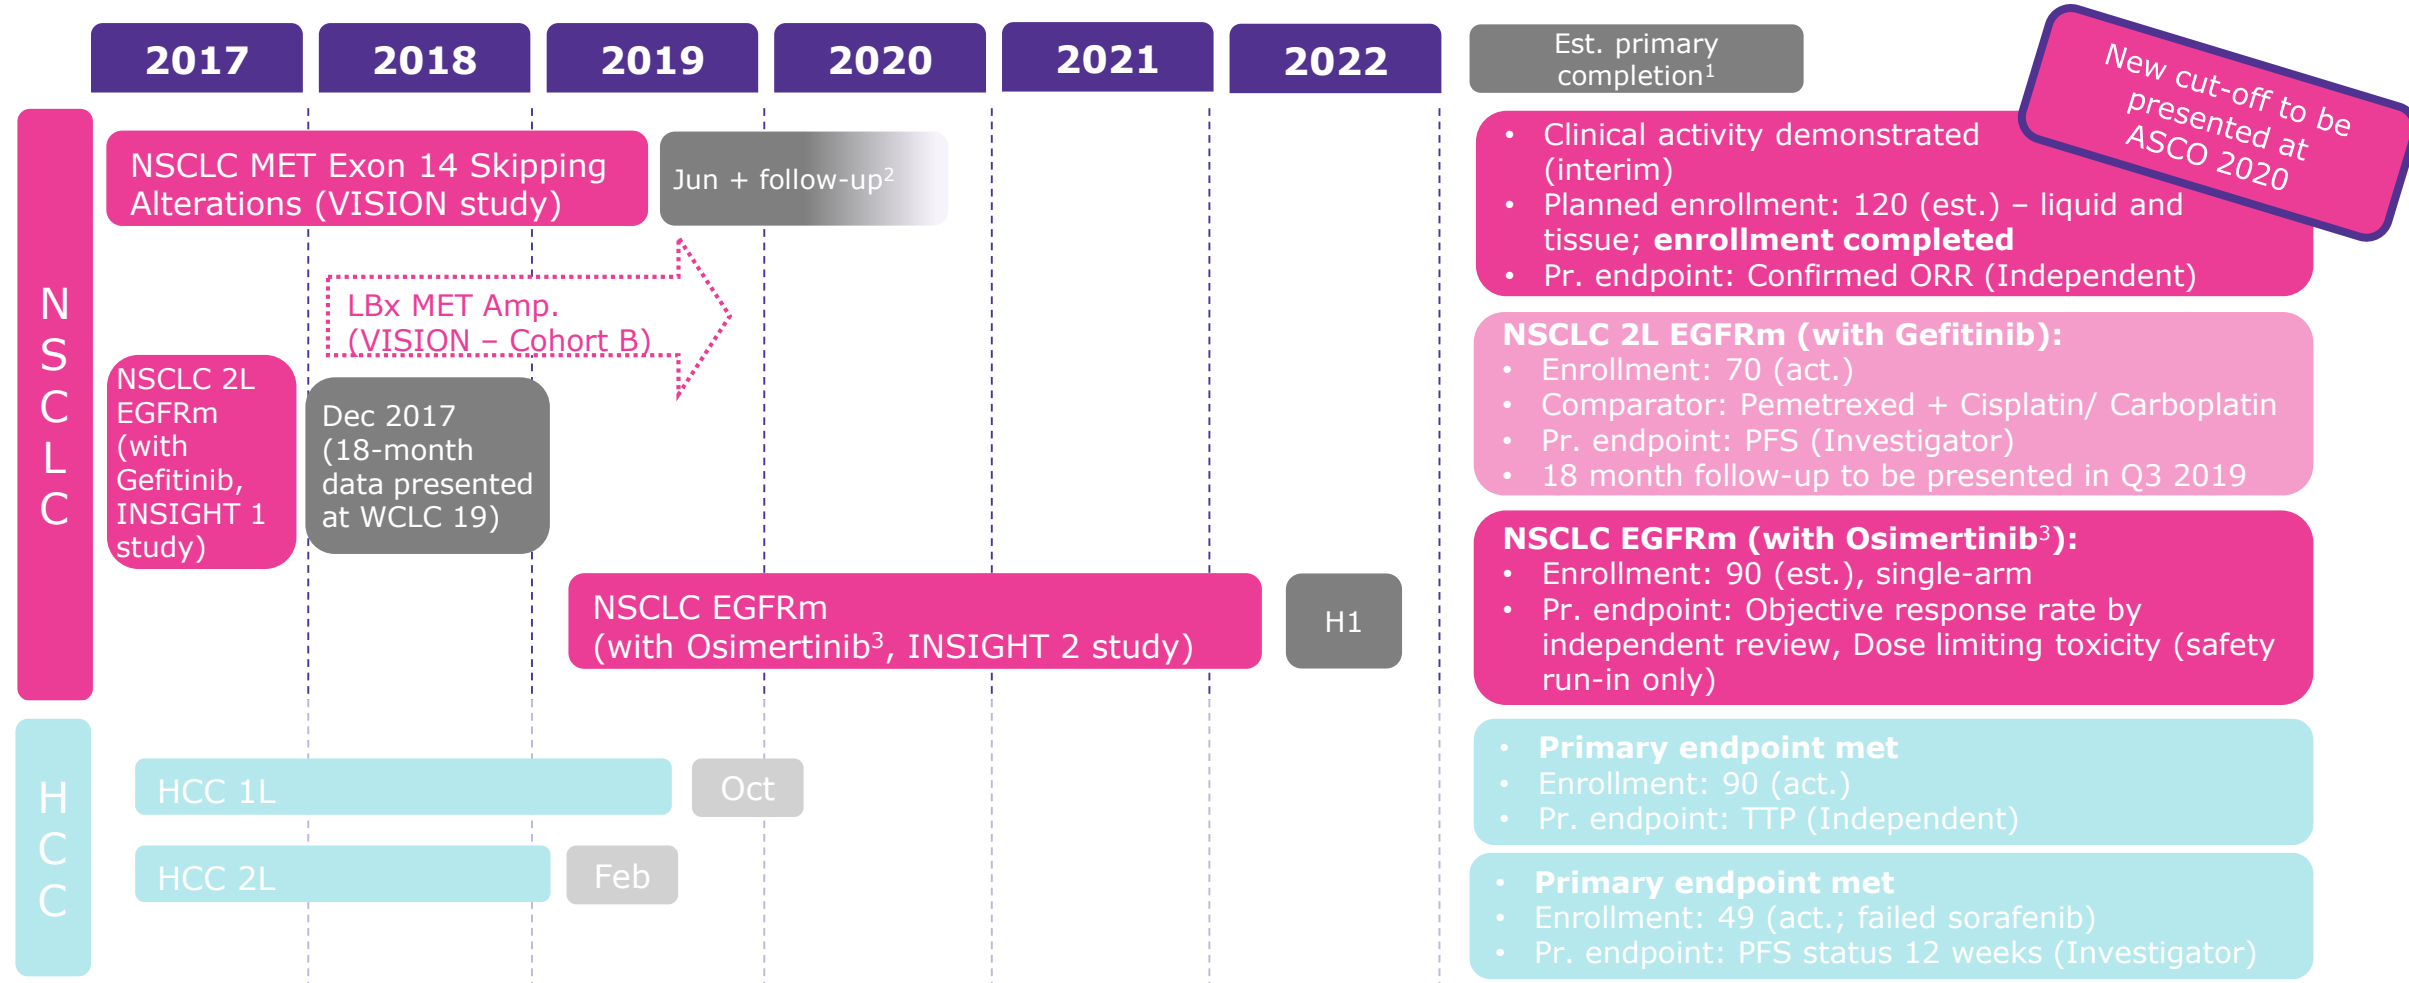 2017 2018 2019 2020 2021 2022
Est. primary
completion¹
New cut-off to be
presented at
ASCO 2020
NSCLC
NSCLC MET Exon 14 Skipping
Alterations (VISION study)
Jun + follow-up²
• Clinical activity demonstrated
(interim)
• Planned enrollment: 120 (est.) – liquid and
tissue; enrollment completed
• Pr. endpoint: Confirmed ORR (Independent)
LBx MET Amp.
(VISION – Cohort B)
NSCLC 2L
EGFRm
(with
Gefitinib,
INSIGHT 1
study)
Dec 2017
(18-month
data presented
at WCLC 19)
NSCLC 2L EGFRm (with Gefitinib):
• Enrollment: 70 (act.)
• Comparator: Pemetrexed + Cisplatin/ Carboplatin
• Pr. endpoint: PFS (Investigator)
• 18 month follow-up to be presented in Q3 2019
NSCLC EGFRm
(with Osimertinib³, INSIGHT 2 study)
H1
NSCLC EGFRm (with Osimertinib³):
• Enrollment: 90 (est.), single-arm
• Pr. endpoint: Objective response rate by
independent review, Dose limiting toxicity (safety
run-in only)
HCC
HCC 1L
Oct
• Primary endpoint met
• Enrollment: 90 (act.)
• Pr. endpoint: TTP (Independent)
HCC 2L
Feb
• Primary endpoint met
• Enrollment: 49 (act.; failed sorafenib)
• Pr. endpoint: PFS status 12 weeks (Investigator)